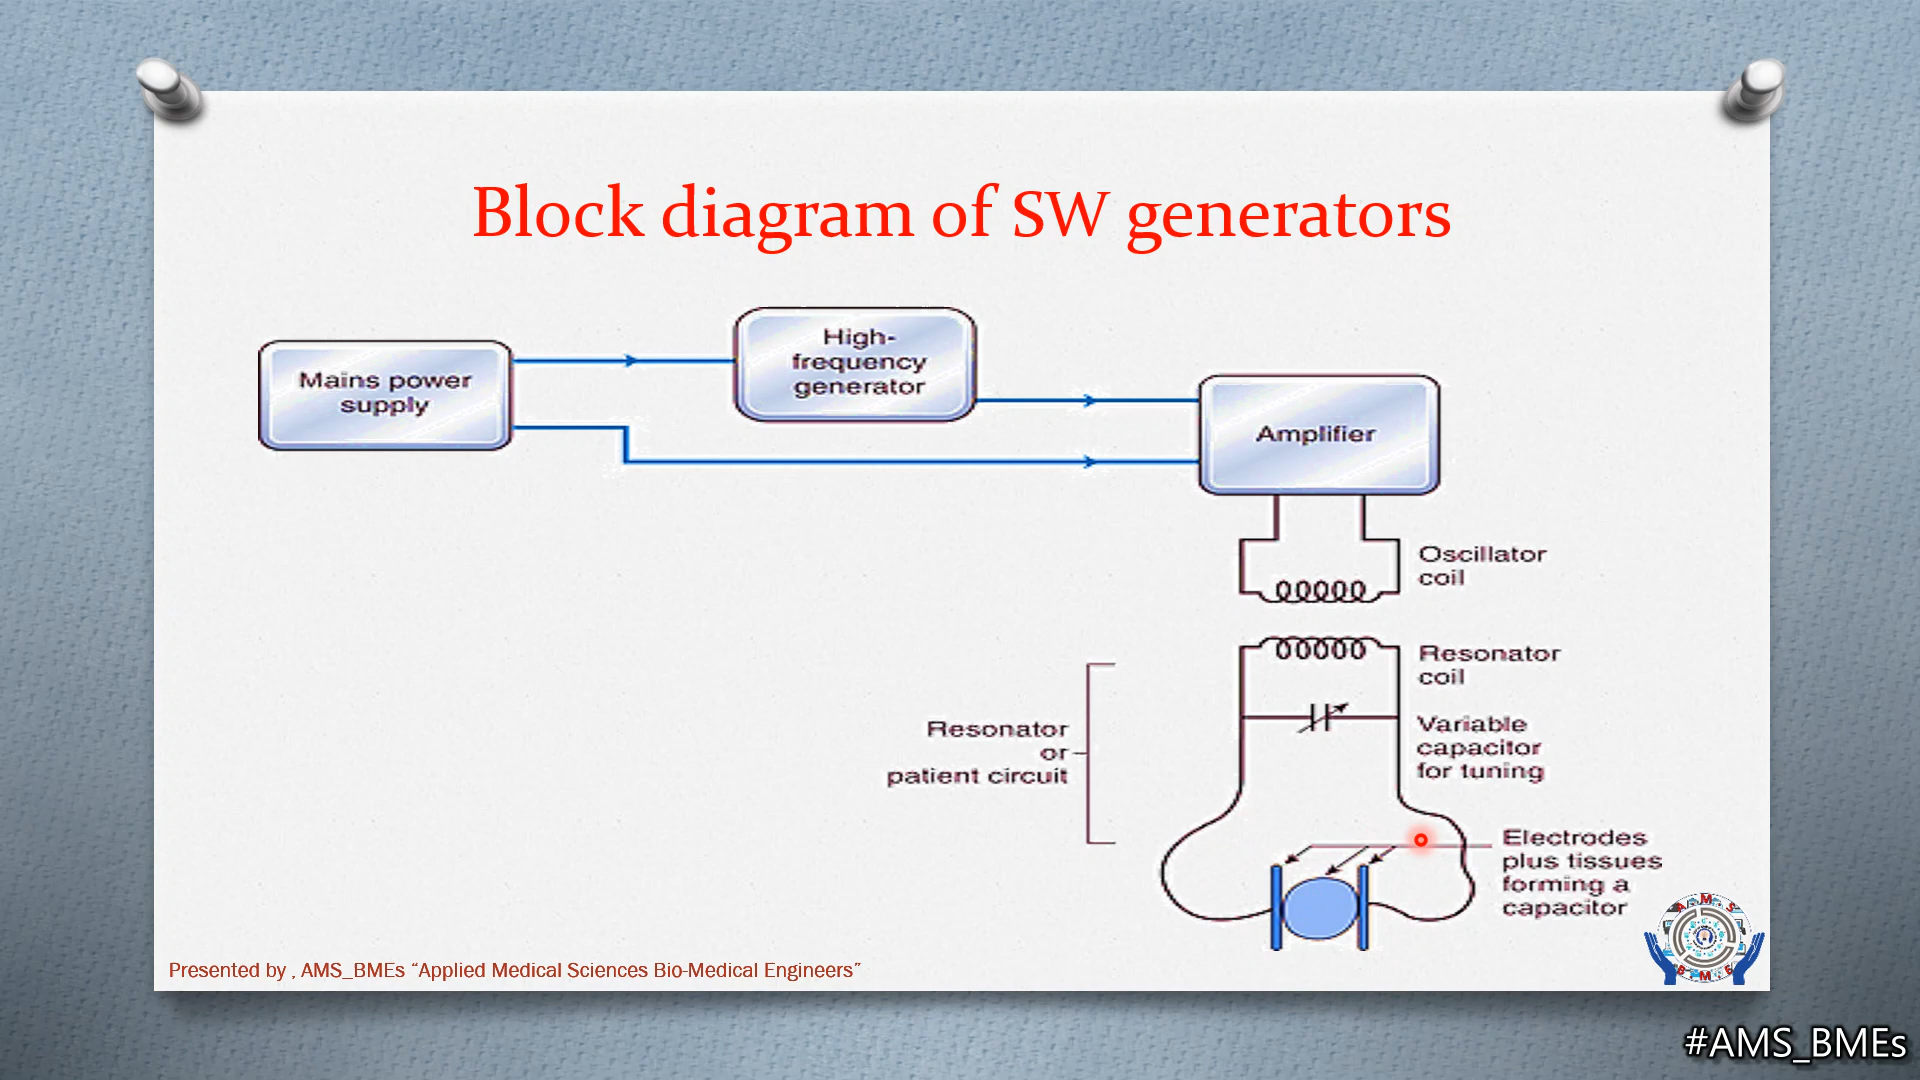 Block diagram of SW generators
High-
frequency
generator
Mains power
supply
Amplifier
Oscillator
coil
Resonator
coil
Resonator
or
patient circuit
Variable
capacitor
for tuning
Electrodes
plus tissues
forming a
capacitor
A M S
B M E
Presented by , AMS_BMEs “Applied Medical Sciences Bio-Medical Engineers”
#AMS_BMEs